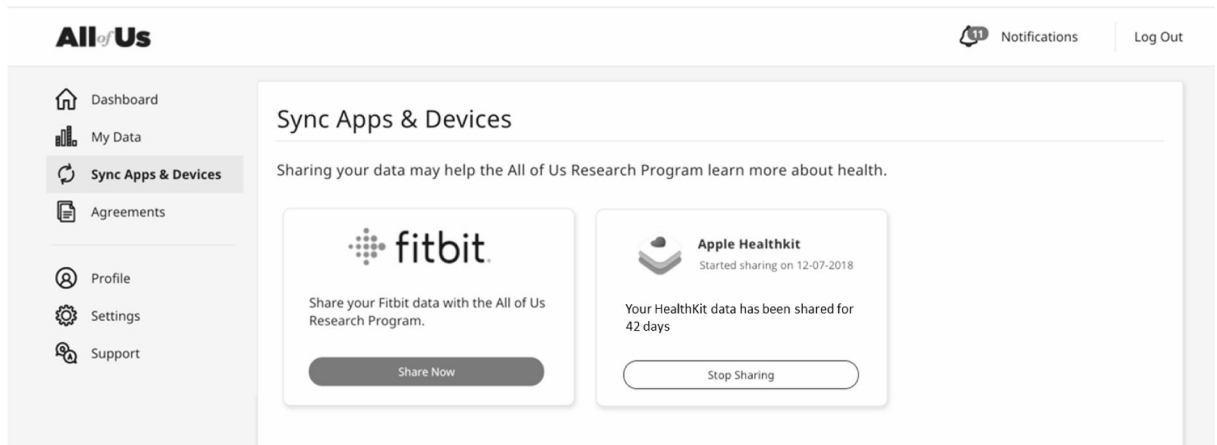 All of Us
11 Notifications Log Out
Dashboard
My Data
Sync Apps & Devices
Agreements
Profile
Settings
Support
Sync Apps & Devices
Sharing your data may help the All of Us Research Program learn more about health.
fitbit.
Share your Fitbit data with the All of Us
Research Program.
Share Now
Apple Healthkit
Started sharing on 12-07-2018
Your HealthKit data has been shared for
42 days
Stop Sharing